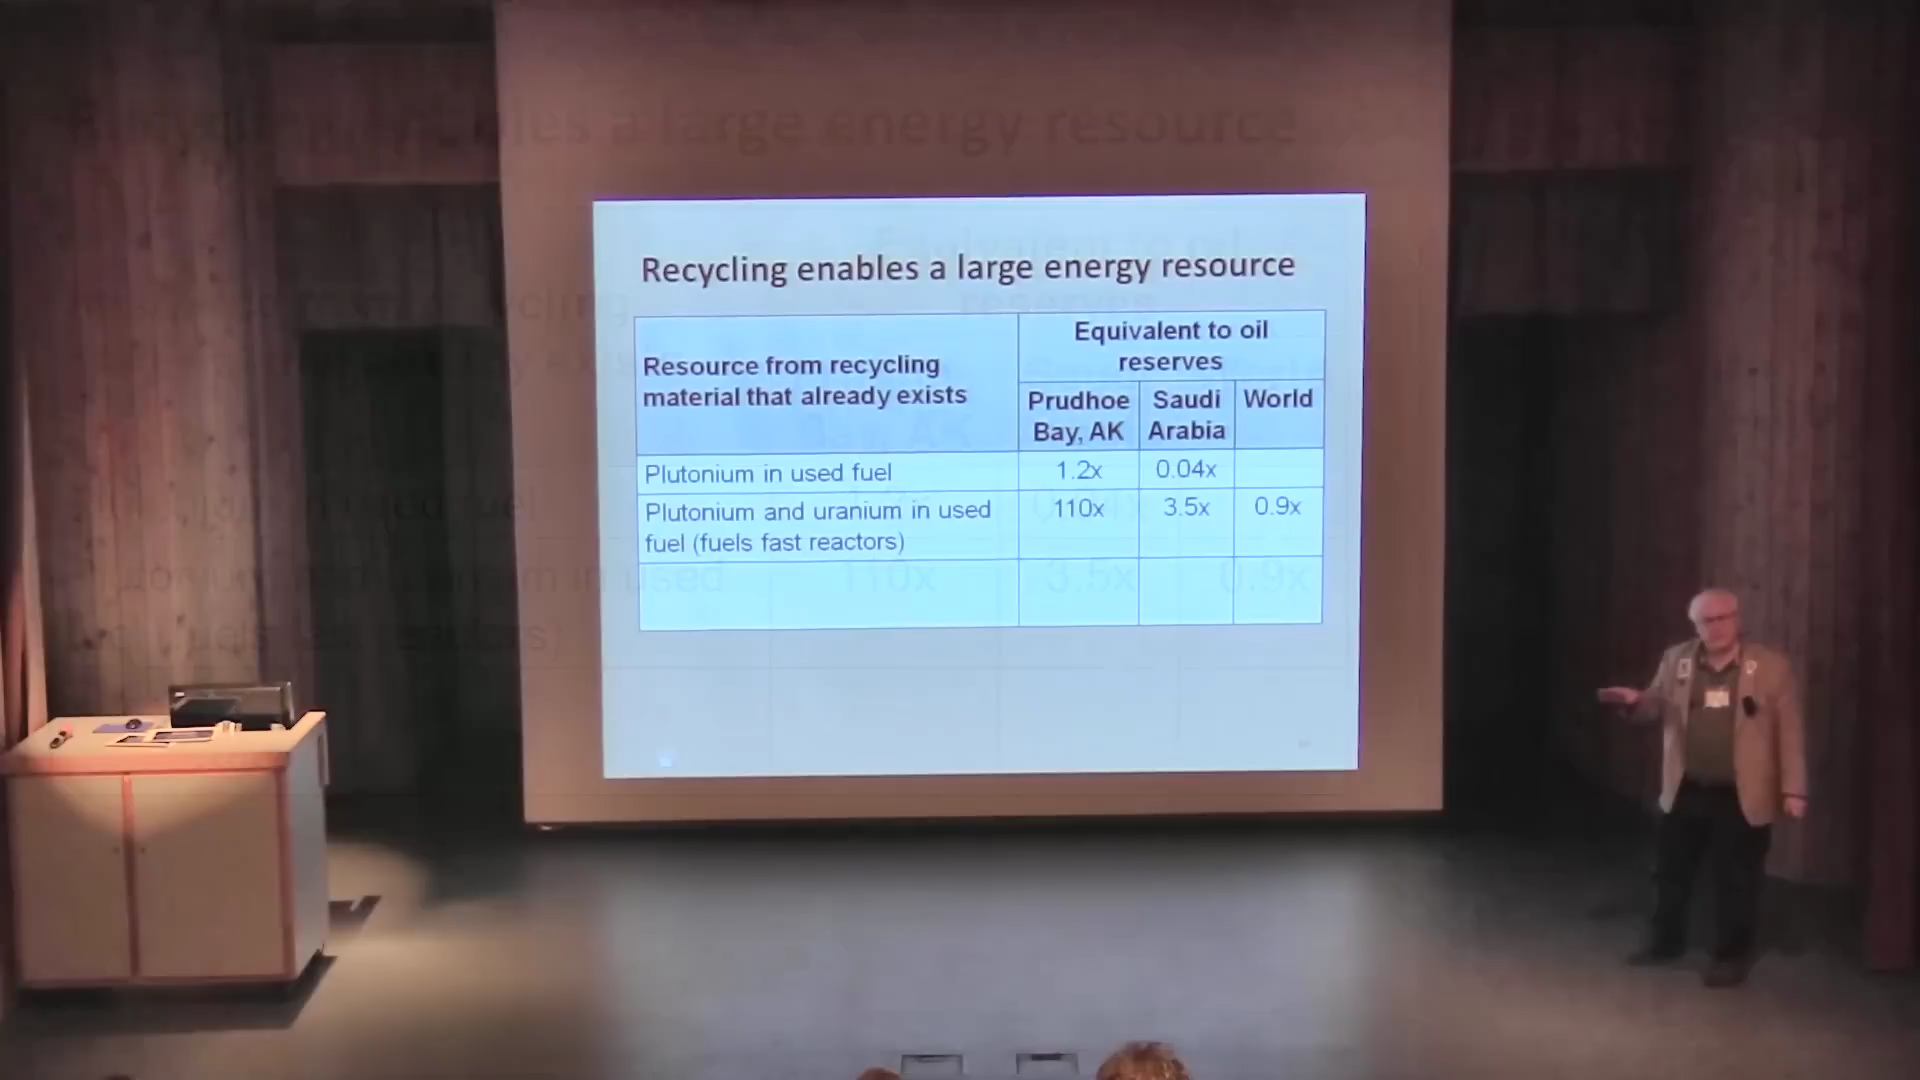 Recycling enables a large energy resource
Resource from recycling
material that already exists
Equivalent to oil
reserves
Prudhoe
Bay, AK
Saudi
Arabia
World
Plutonium in used fuel
1.2x
0.04x
Plutonium and uranium in used
fuel (fuels fast reactors)
110x
3.5x
0.9x